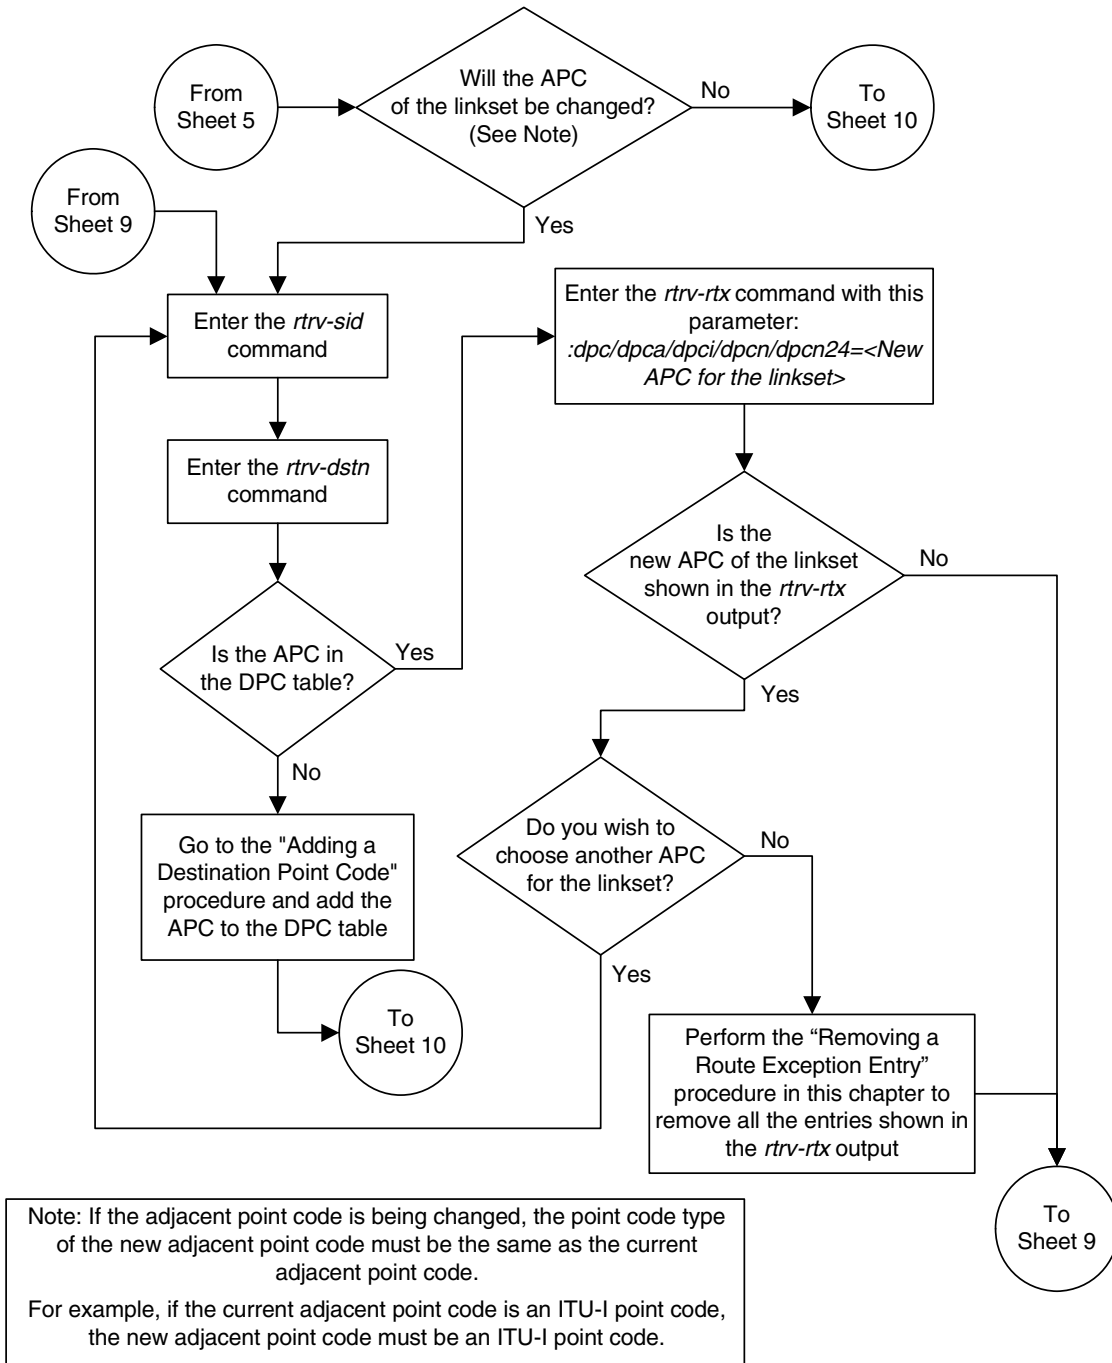 From
Sheet 5
Will the APC
of the linkset be changed?
(See Note)
No
To
Sheet 10
From
Sheet 9
Yes
Enter the rtrv-sid
command
Enter the rtrv-rtx command with this
parameter:
:dpc/dpca/dpci/dpcn/dpcn24=<New
APC for the linkset>
Enter the rtrv-dstn
command
Is the
new APC of the linkset
shown in the rtrv-rtx
output?
No
Yes
Is the APC in
the DPC table?
Yes
No
Go to the "Adding a
Destination Point Code"
procedure and add the
APC to the DPC table
To
Sheet 10
Do you wish to
choose another APC
for the linkset?
No
Yes
Perform the “Removing a
Route Exception Entry”
procedure in this chapter to
remove all the entries shown in
the rtrv-rtx output
To
Sheet 9
Note: If the adjacent point code is being changed, the point code type
of the new adjacent point code must be the same as the current
adjacent point code.
For example, if the current adjacent point code is an ITU-I point code,
the new adjacent point code must be an ITU-I point code.